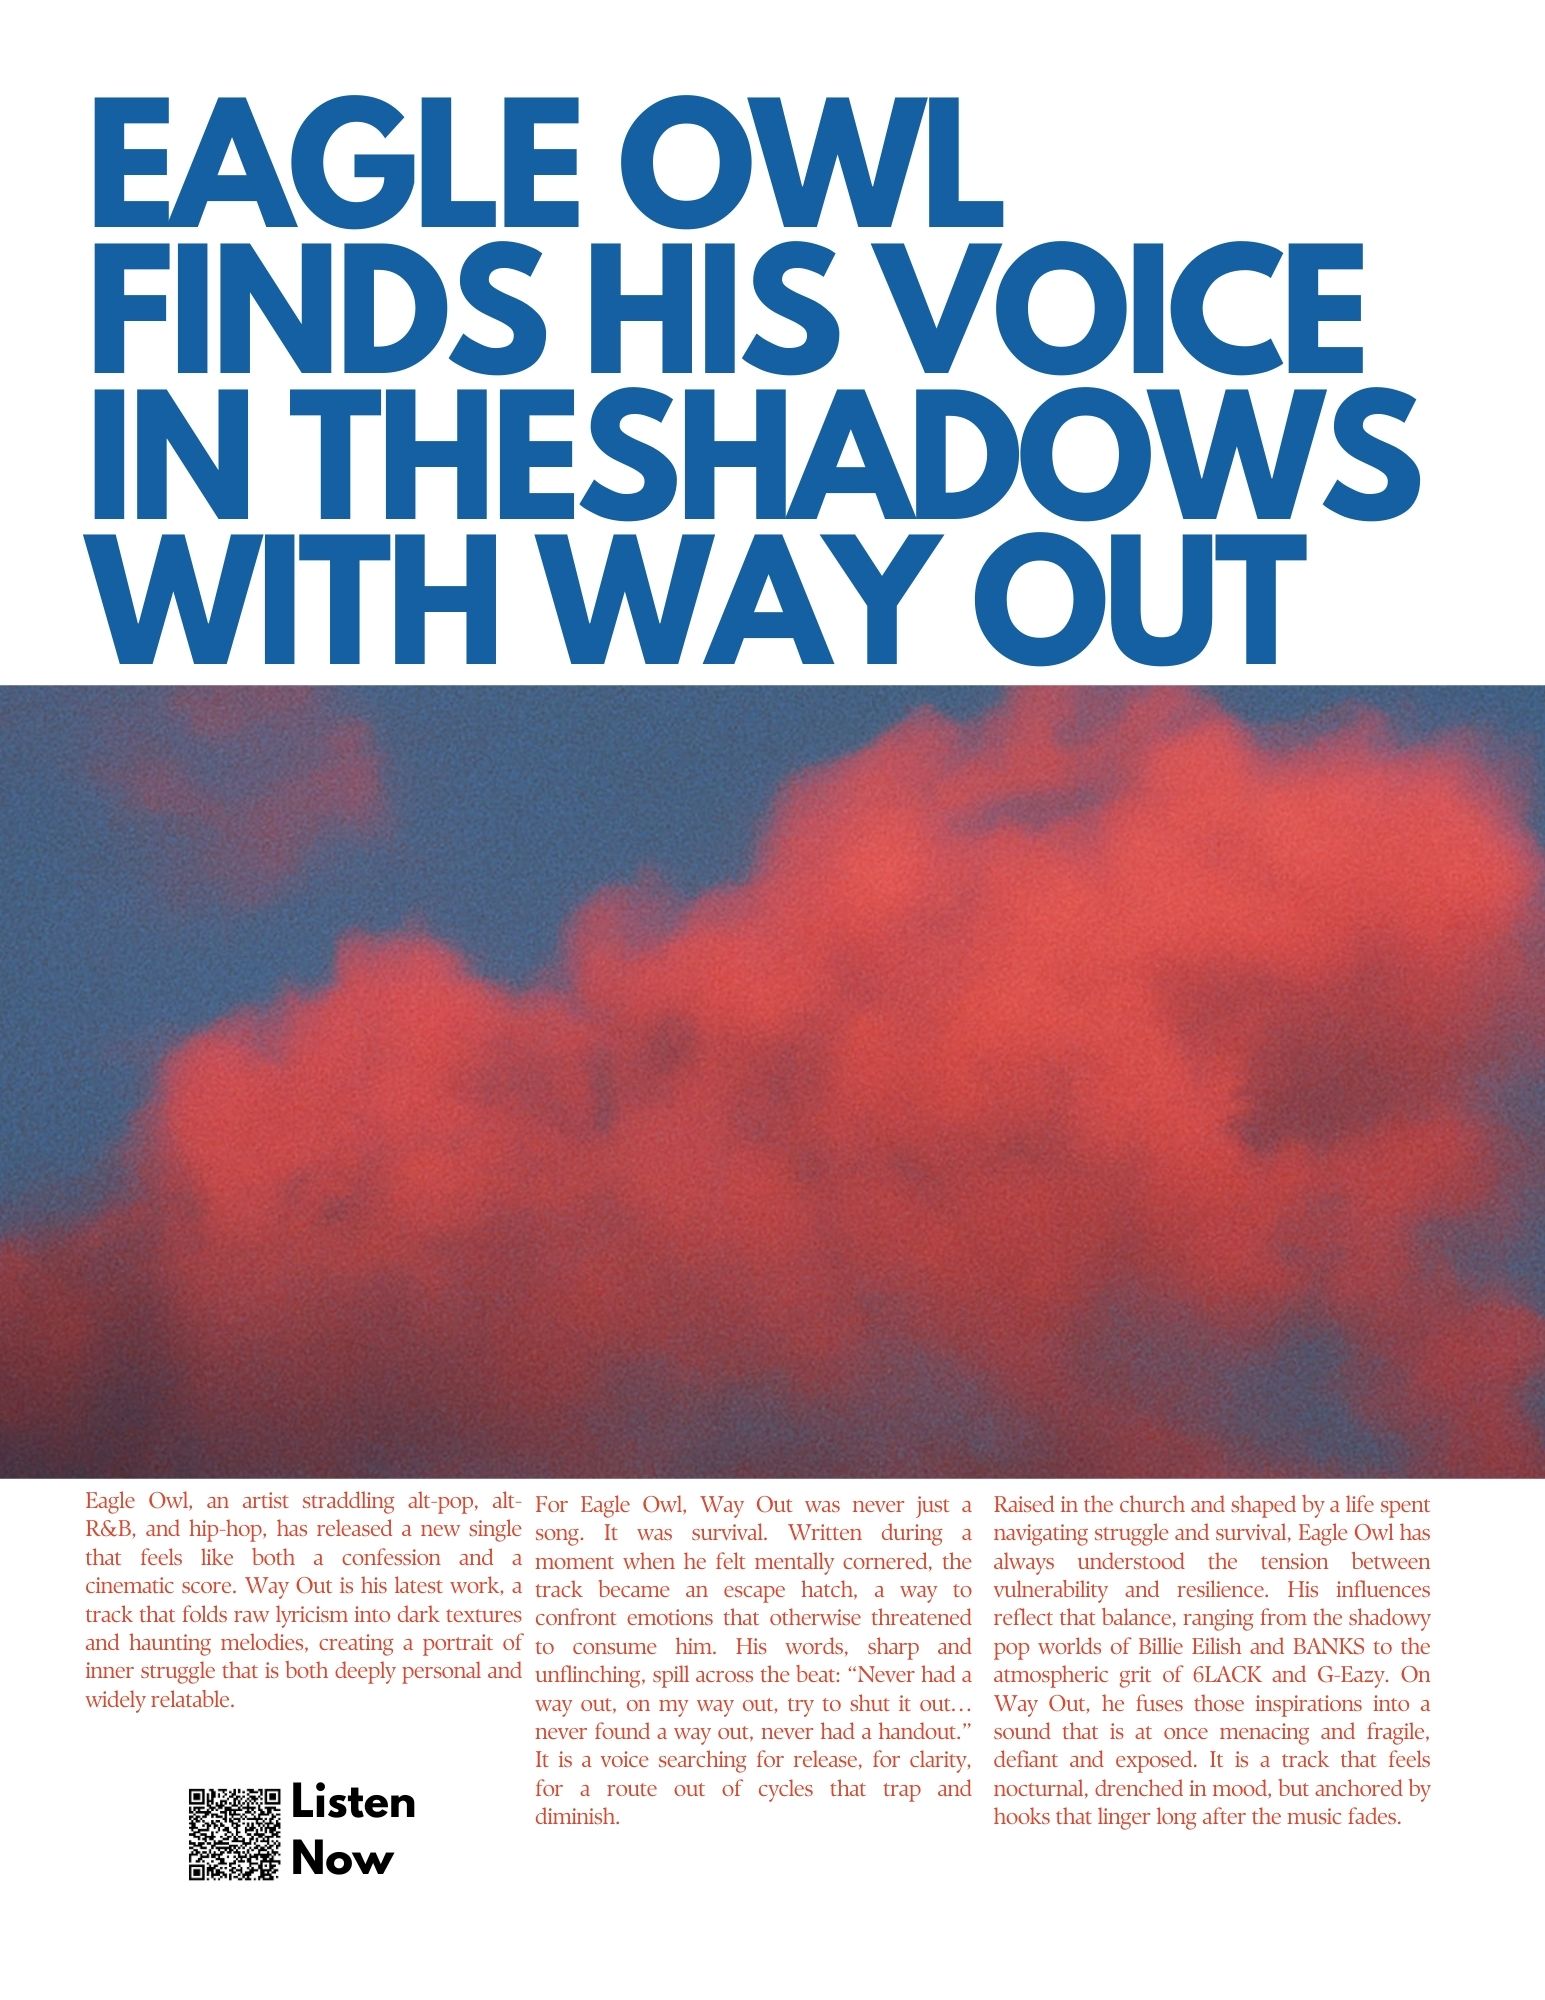 EAGLE OWL
FINDS HIS VOICE
IN THESHADOWS
WITH WAY OUT
Eagle Owl, an artist straddling alt-pop, alt-
R&B, and hip-hop, has released a new single
that feels like both a confession and a
cinematic score. Way Out is his latest work, a
track that folds raw lyricism into dark textures
and haunting melodies, creating a portrait of
inner struggle that is both deeply personal and
widely relatable.
Listen
Now
For Eagle Owl, Way Out was never just a
song. It was survival. Written during a
moment when he felt mentally cornered, the
track became an escape hatch, a way to
confront emotions that otherwise threatened
to consume him. His words, sharp and
unflinching, spill across the beat: “Never had a
way out, on my way out, try to shut it out…
never found a way out, never had a handout.”
It is a voice searching for release, for clarity,
for a route out of cycles that trap and
diminish.
Raised in the church and shaped by a life spent
navigating struggle and survival, Eagle Owl has
always understood the tension between
vulnerability and resilience. His influences
reflect that balance, ranging from the shadowy
pop worlds of Billie Eilish and BANKS to the
atmospheric grit of 6LACK and G-Eazy. On
Way Out, he fuses those inspirations into a
sound that is at once menacing and fragile,
defiant and exposed. It is a track that feels
nocturnal, drenched in mood, but anchored by
hooks that linger long after the music fades.